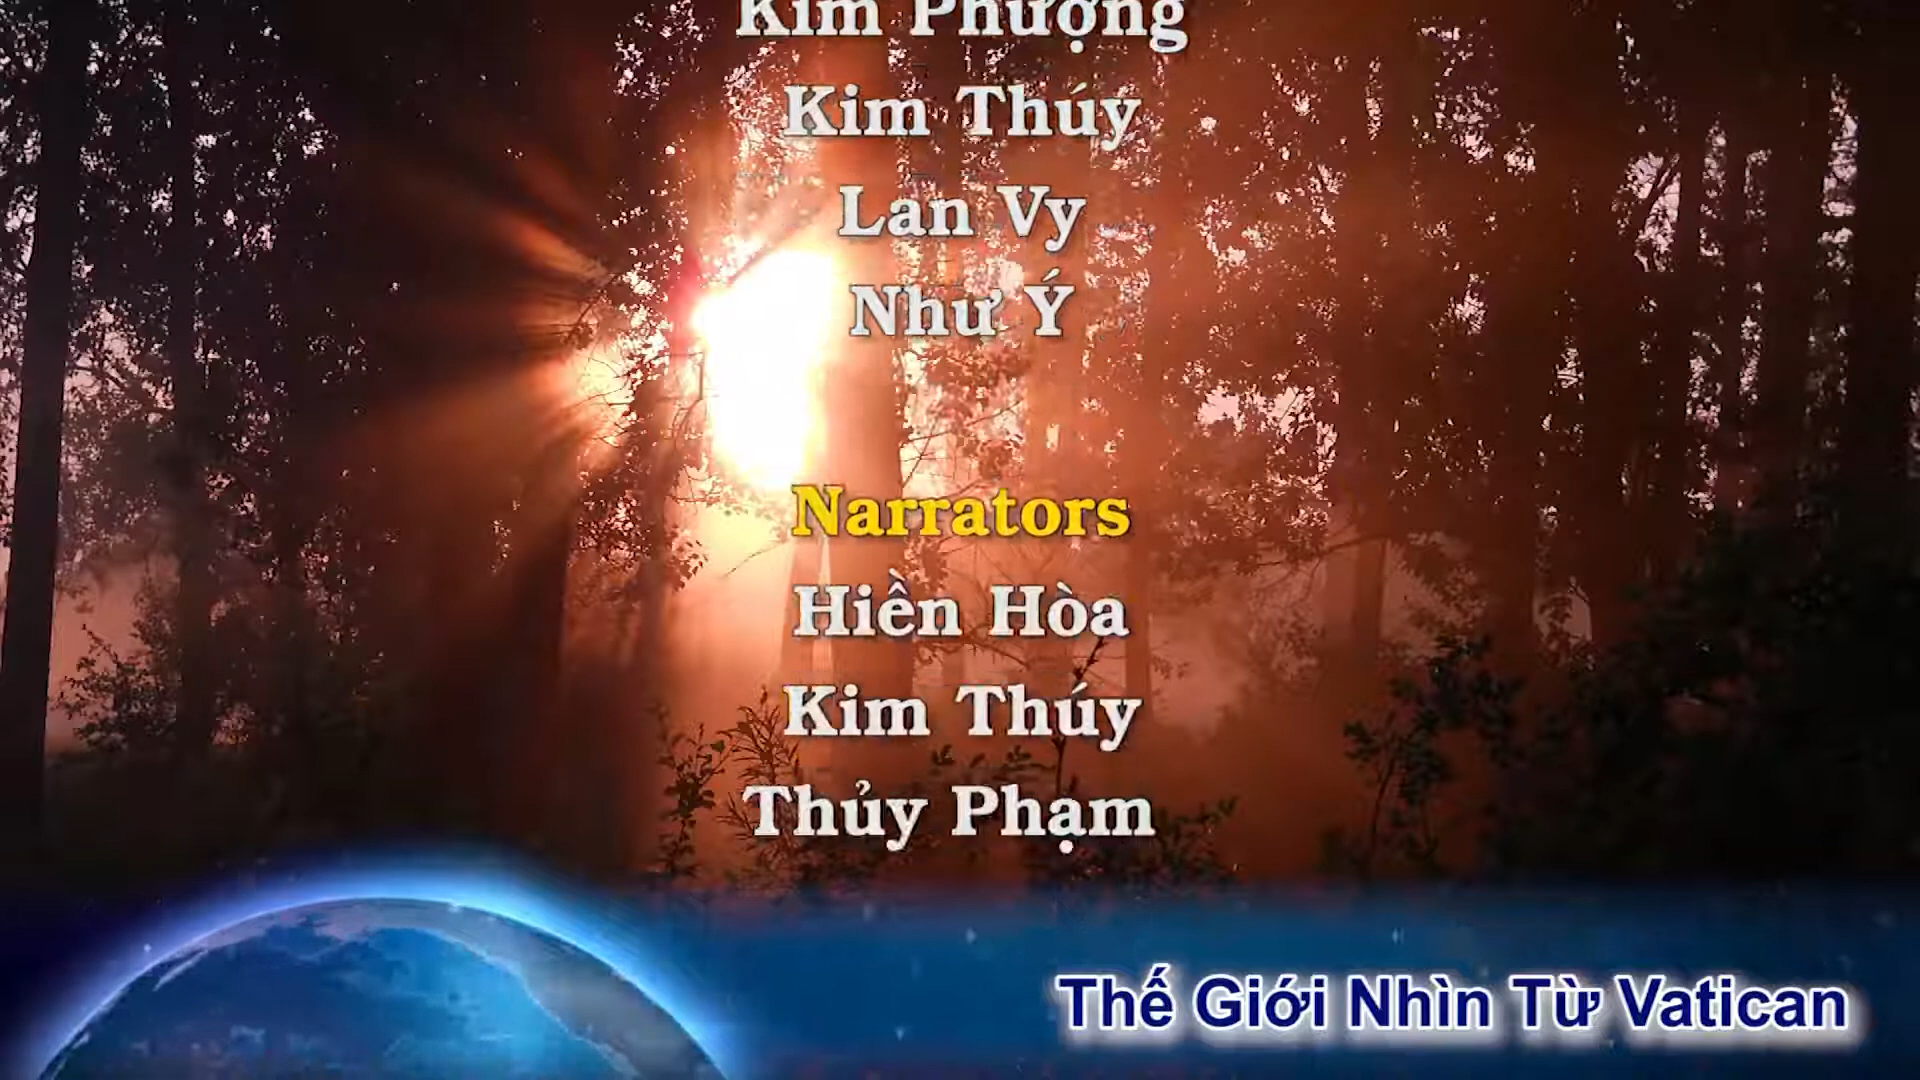 Kim Phượng
Kim Thúy
Lan Vy
Như Ý
Narrators
Hiền Hòa
Kim Thúy
Thủy Phạm
Thế Giới Nhìn Từ Vatican